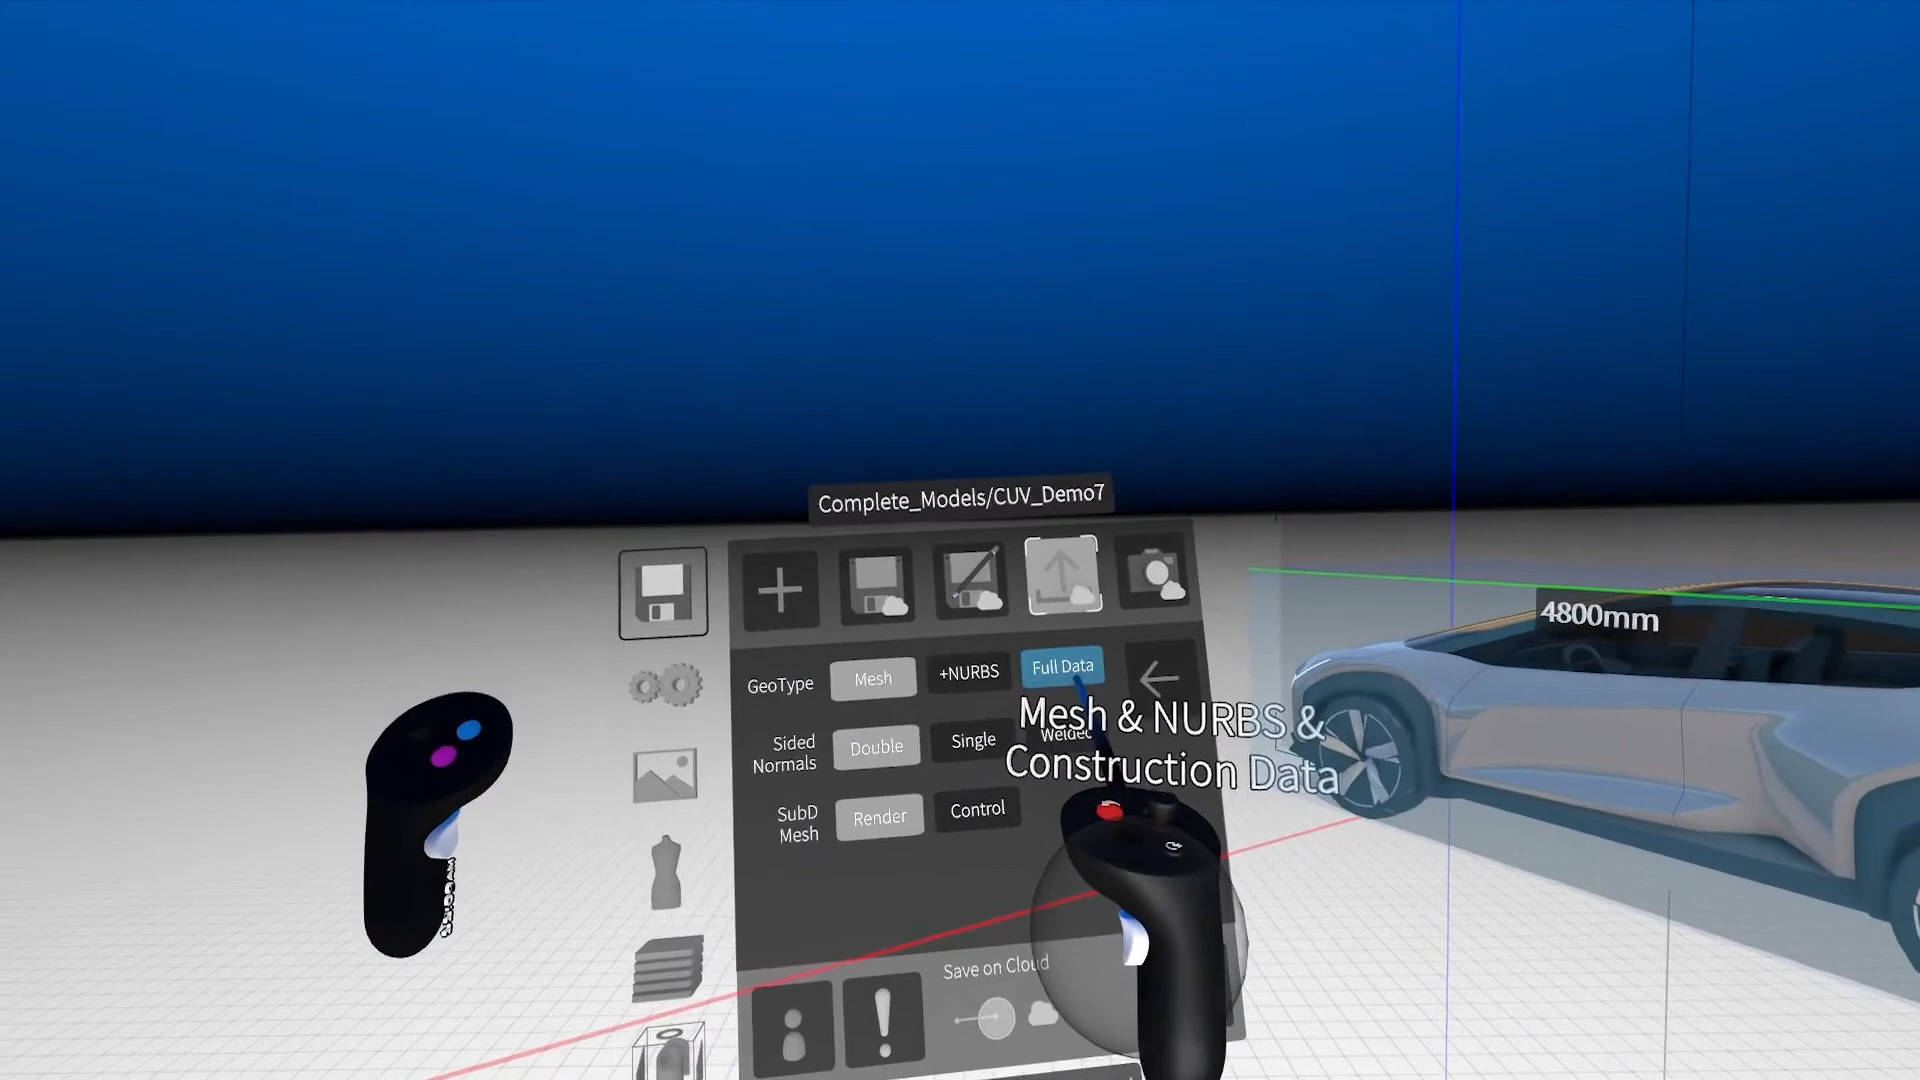 Complete_Models/CUV_Demo7
4800mm
GeoType
Mesh
+NURBS
Full Data
Mesh & NURBS &
Construction Data
Sided
Normals
Double
Single
SubD
Mesh
Render
Control
Save on Cloud